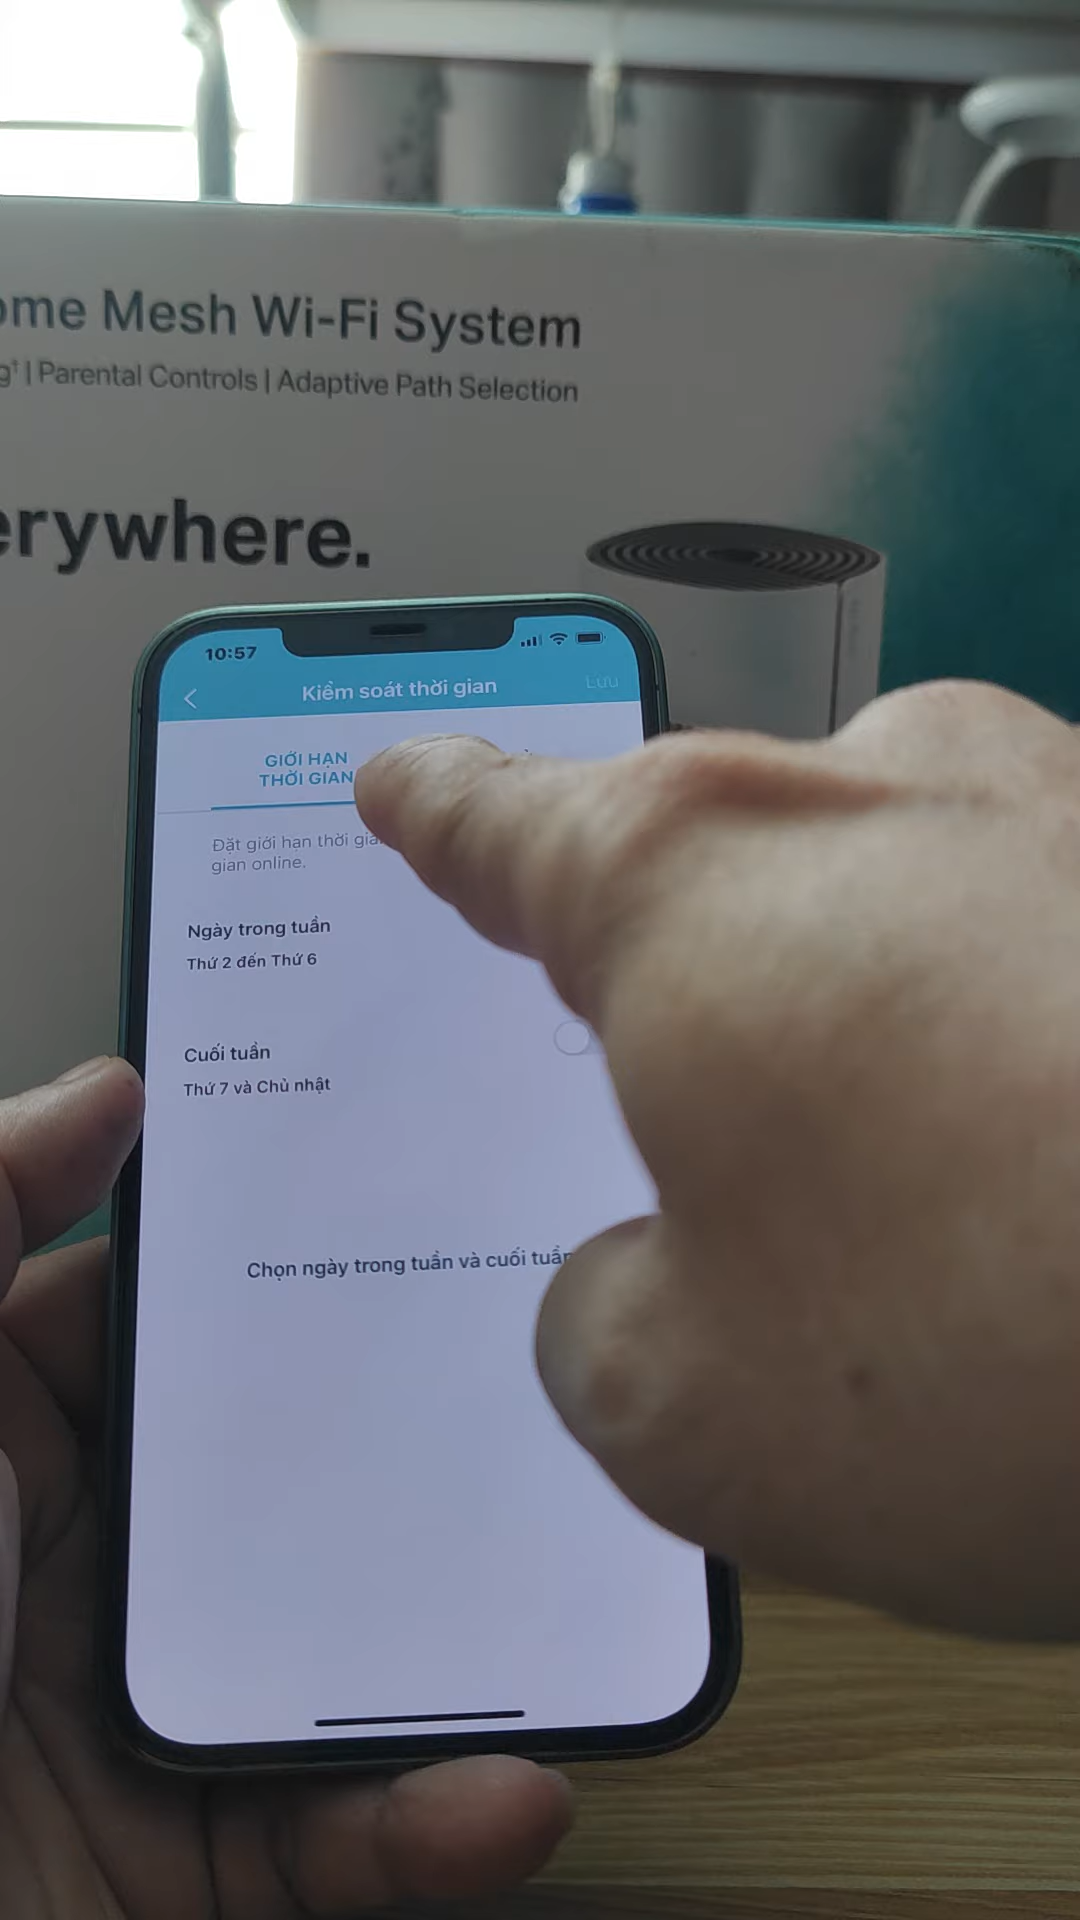 ome Mesh Wi-Fi System
g† | Parental Controls | Adaptive Path Selection
erywhere.
10:57
Kiểm soát thời gian
Lưu
GIỚI HẠN
THỜI GIAN
Đặt giới hạn thời gia
gian online.
Ngày trong tuần
Thứ 2 đến Thứ 6
Cuối tuần
Thứ 7 và Chủ nhật
Chọn ngày trong tuần và cuối tuần